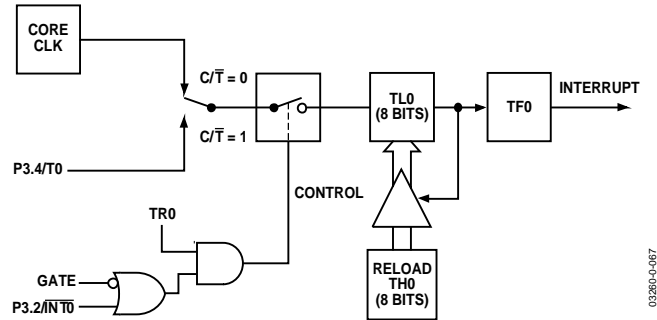 CORE
CLK
C/T̅ = 0
C/T̅ = 1
P3.4/T0
TL0
(8 BITS)
TF0
INTERRUPT
CONTROL
TR0
GATE
P3.2/I̅N̅T̅0̅
RELOAD
TH0
(8 BITS)
03260-0-067